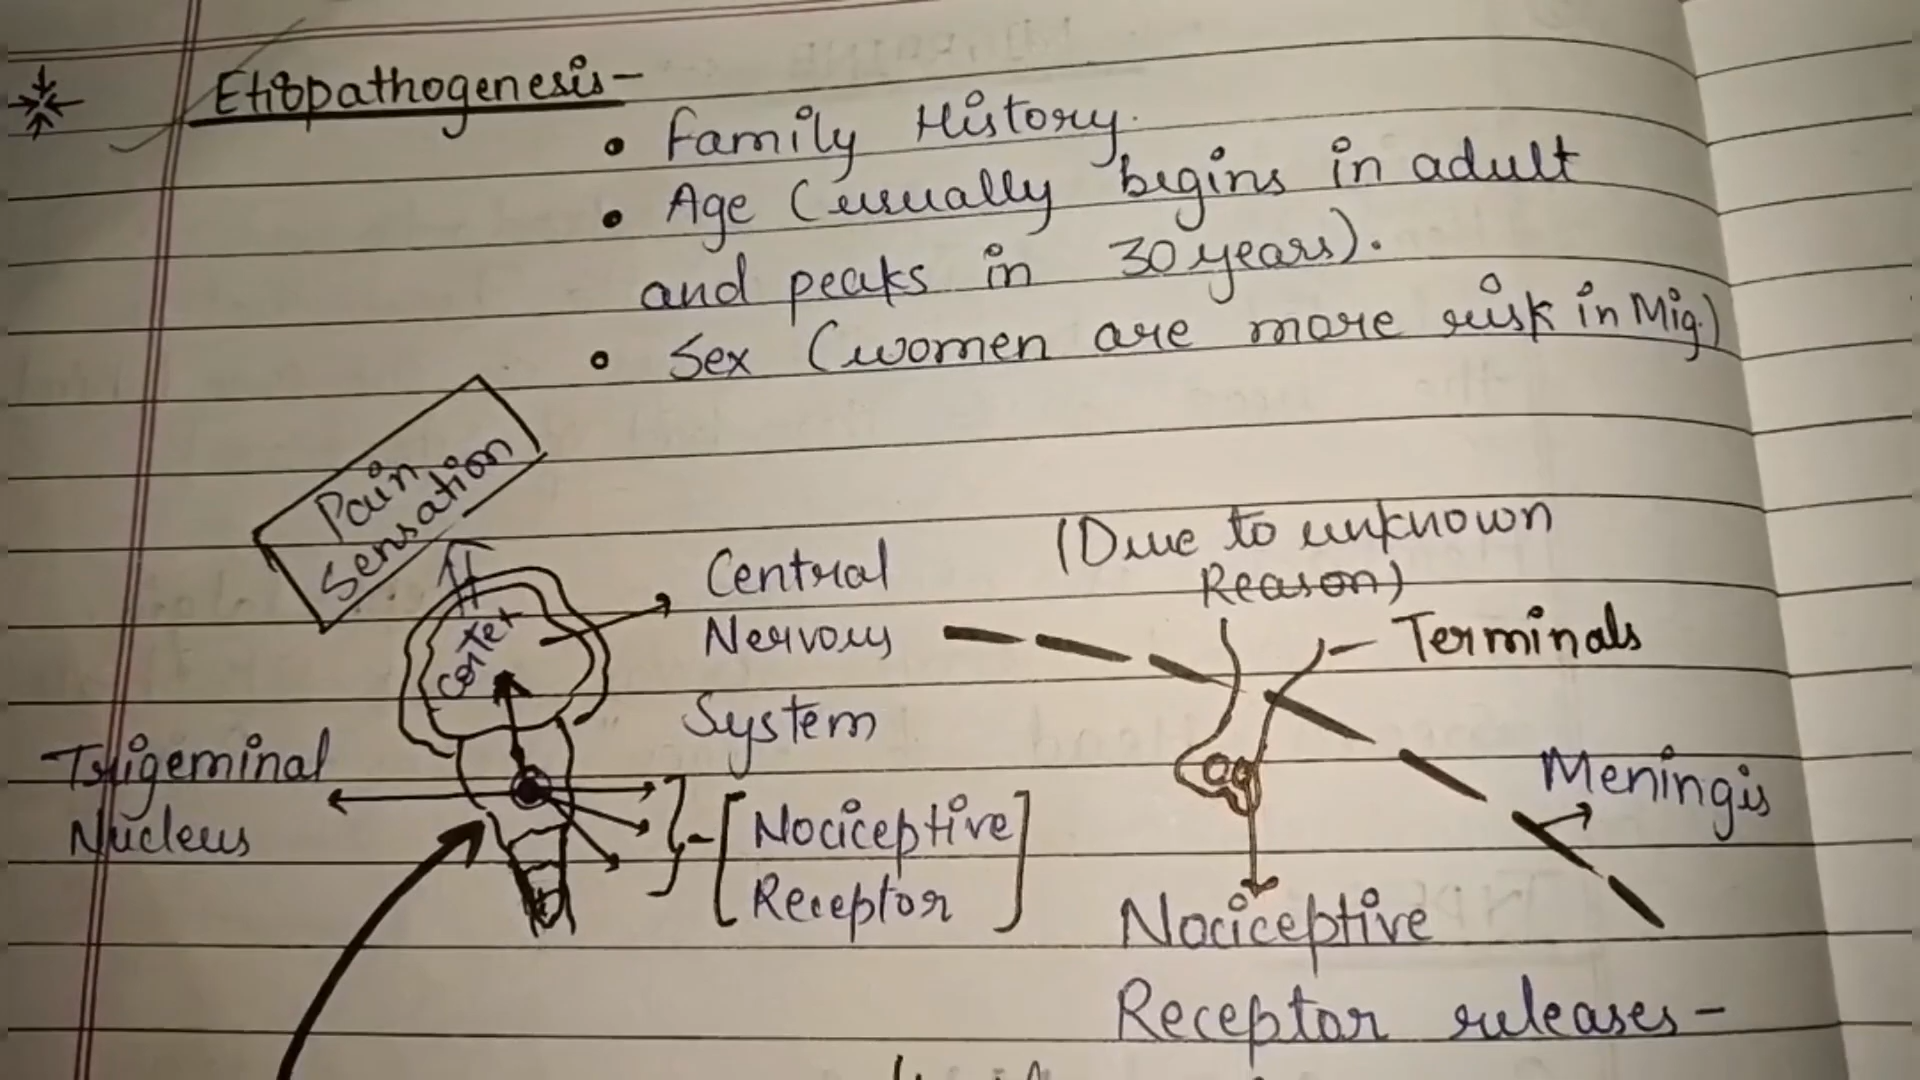 Etiopathogenesis-
• Family History.
• Age (usually begins in adult
and peaks in 30 years).
• Sex (women are more risk in Mig.)
Pain
Sensation
Cortex
Central
Nervous
System
(Due to unknown
Reason)
Terminals
Trigeminal
Nucleus
[Nociceptive
Receptor]
Meningis
Nociceptive
Receptor releases-